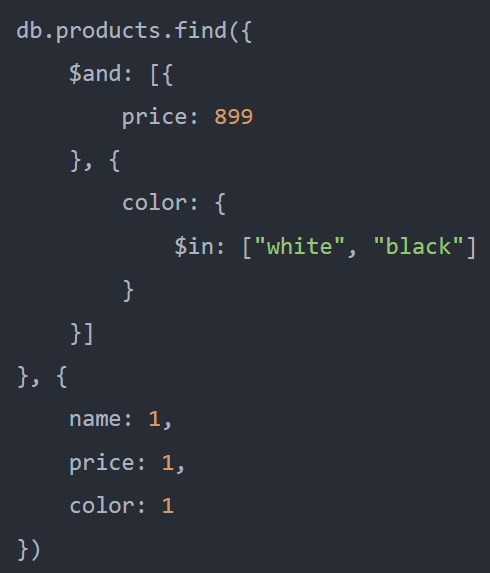 db.products.find({
    $and: [{
        price: 899
    }, {
        color: {
            $in: ["white", "black"]
        }
    }]
}, {
    name: 1,
    price: 1,
    color: 1
})